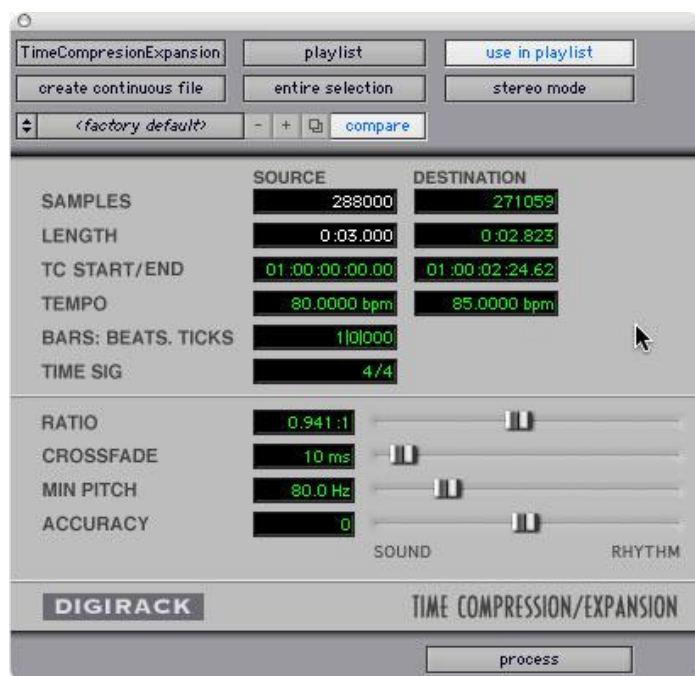 TimeCompresionExpansion playlist use in playlist
create continuous file entire selection stereo mode
<factory default> - + compare
SOURCE DESTINATION
SAMPLES 288000 271059
LENGTH 0:03.000 0:02.823
TC START/END 01:00:00:00.00 01:00:02:24.62
TEMPO 80.0000 bpm 85.0000 bpm
BARS: BEATS. TICKS 1|0|000
TIME SIG 4/4
RATIO 0.941:1
CROSSFADE 10 ms
MIN PITCH 80.0 Hz
ACCURACY 0
SOUND RHYTHM
DIGIRACK TIME COMPRESSION/EXPANSION
process